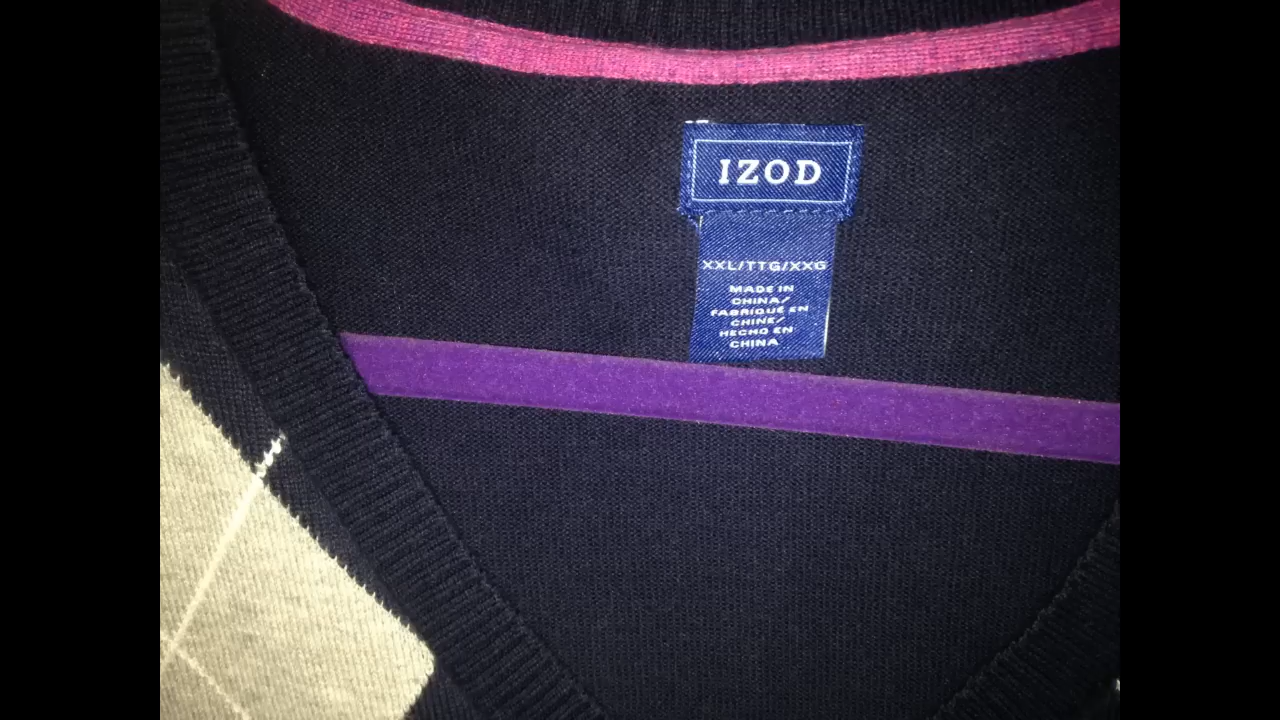 IZOD
XXL/TTG/XXG
MADE IN
CHINA/
FABRIQUÉ EN
CHINE/
HECHO EN
CHINA